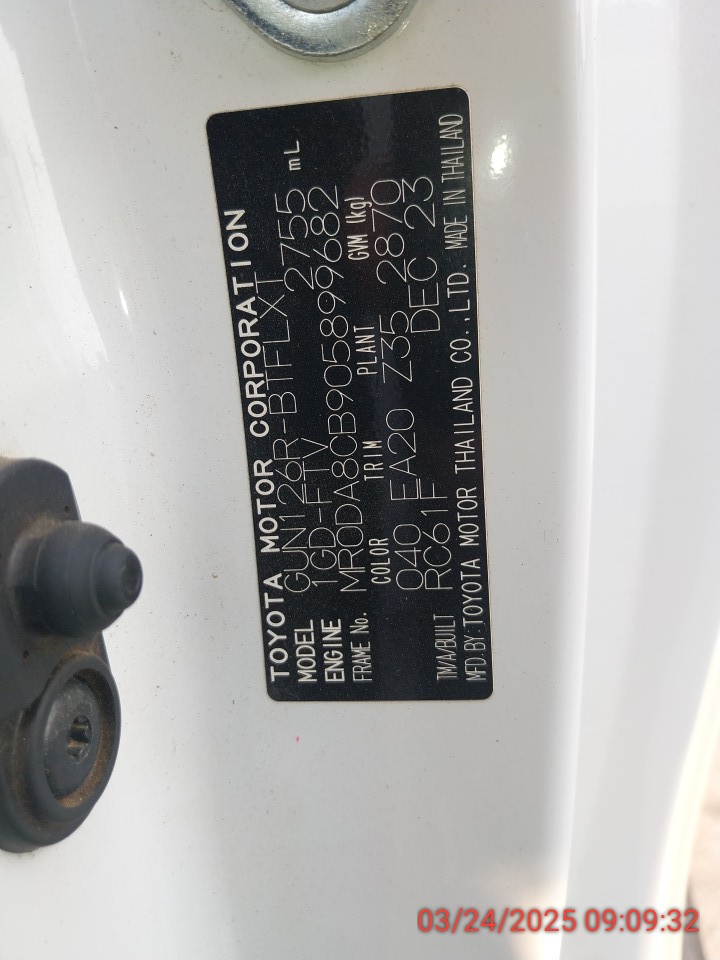 TOYOTA MOTOR CORPORATION
MODEL GUN126R-BTFLXT
ENGINE 1GD-FTV 2755 mL
FRAME No. MR0DA8CB905899682
COLOR TRIM PLANT GVM (kg)
040 EA20 Z35 2870
TM/A/BUILT RC61F DEC 23
MFD.BY:TOYOTA MOTOR THAILAND CO.,LTD. MADE IN THAILAND
03/24/2025 09:09:32